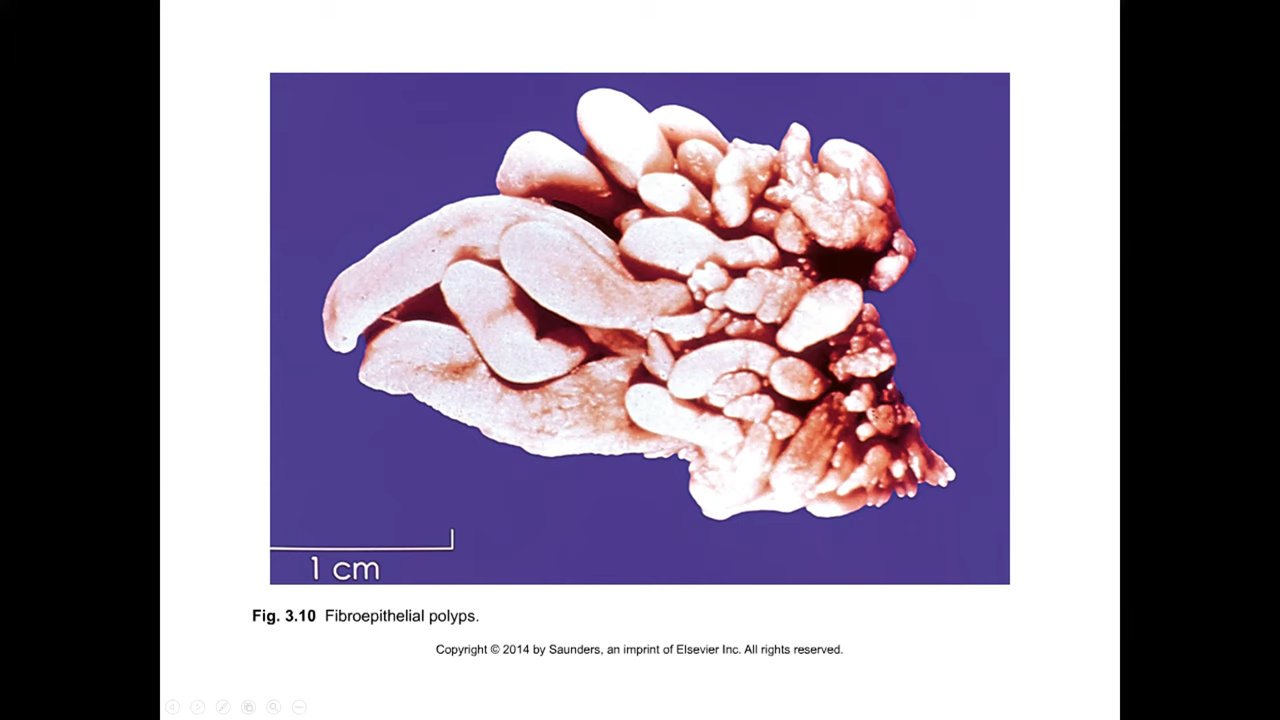 1 cm
Fig. 3.10 Fibroepithelial polyps.
Copyright © 2014 by Saunders, an imprint of Elsevier Inc. All rights reserved.